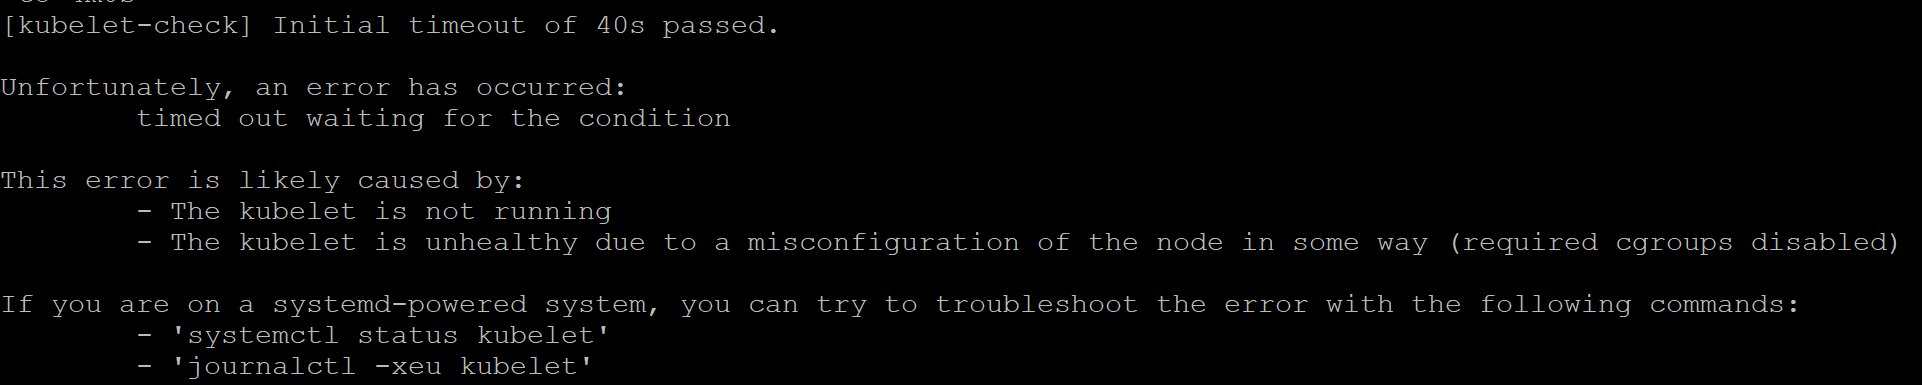 [kubelet-check] Initial timeout of 40s passed.
Unfortunately, an error has occurred:
timed out waiting for the condition
This error is likely caused by:
- The kubelet is not running
- The kubelet is unhealthy due to a misconfiguration of the node in some way (required cgroups disabled)
If you are on a systemd-powered system, you can try to troubleshoot the error with the following commands:
- 'systemctl status kubelet'
- 'journalctl -xeu kubelet'